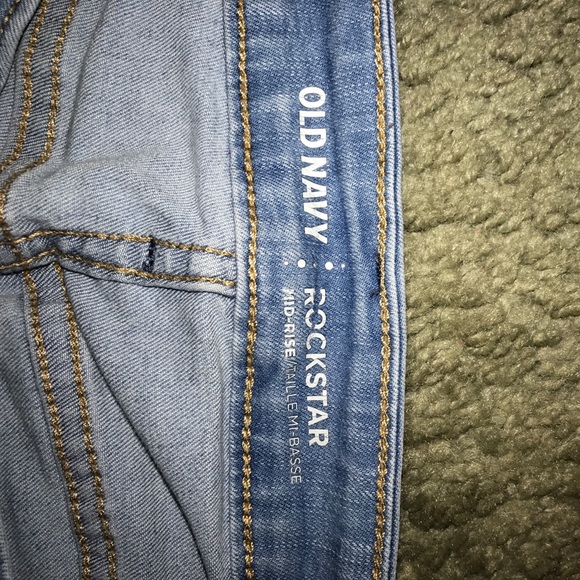 OLD NAVY
ROCKSTAR
MID-RISE/TAILLE MI-BASSE